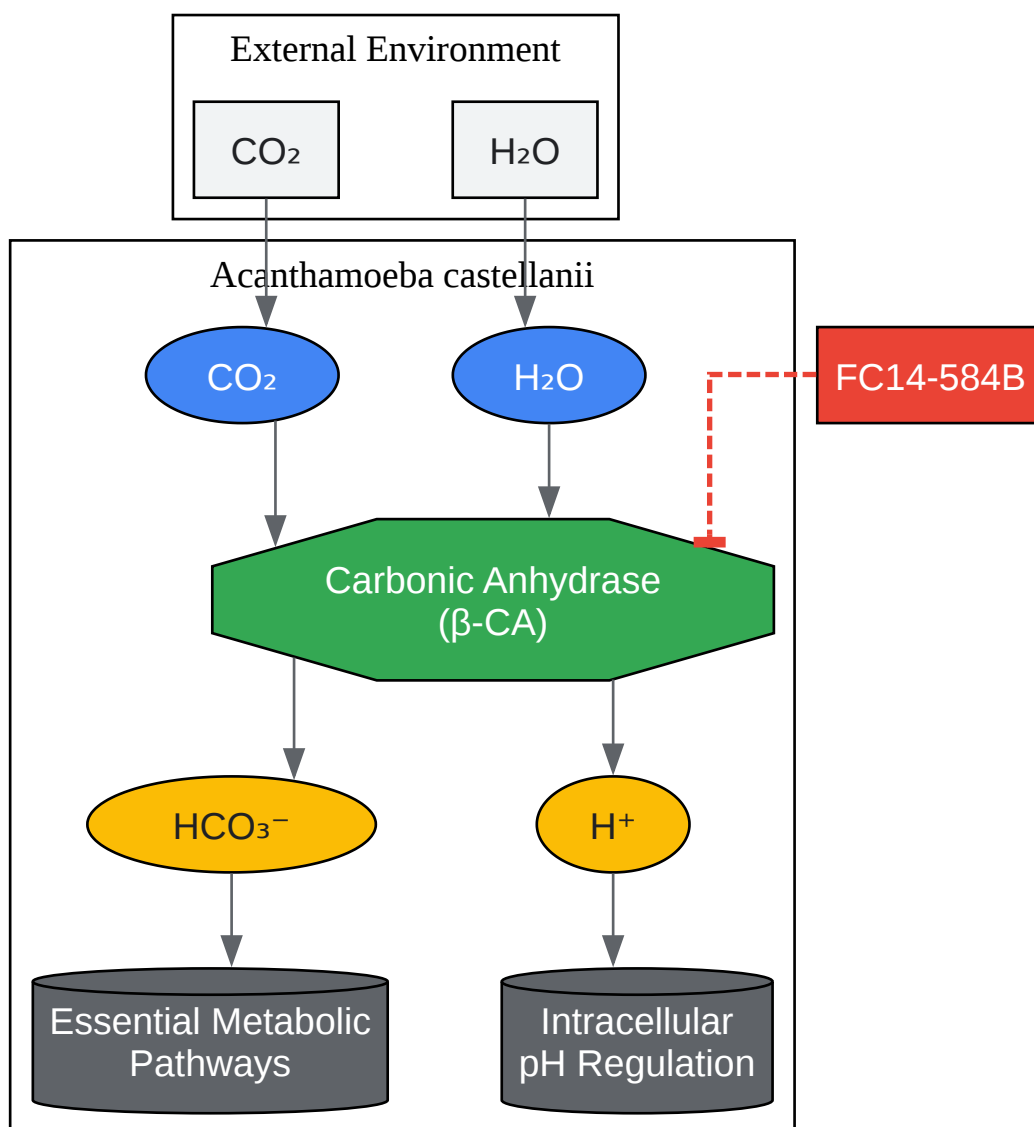 External Environment
CO₂
H₂O
Acanthamoeba castellanii
CO₂
H₂O
FC14-584B
Carbonic Anhydrase
(β-CA)
HCO₃⁻
H⁺
Essential Metabolic
Pathways
Intracellular
pH Regulation